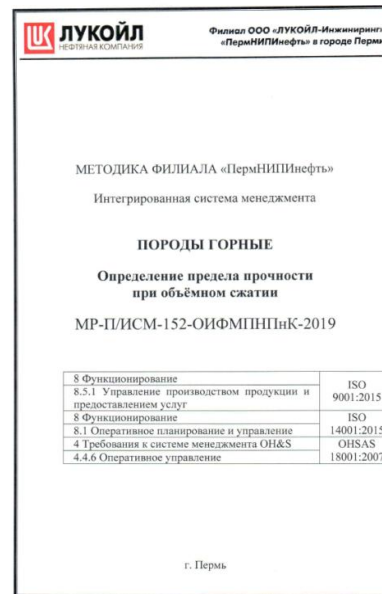 ЛУКОЙЛ
НЕФТЯНАЯ КОМПАНИЯ
Филиал ООО «ЛУКОЙЛ-Инжиниринг»
«ПермНИПИнефть» в городе Перми
МЕТОДИКА ФИЛИАЛА «ПермНИПИнефть»
Интегрированная система менеджмента
ПОРОДЫ ГОРНЫЕ
Определение предела прочности
при объёмном сжатии
МР-П/ИСМ-152-ОИФМПНПнК-2019
8 Функционирование
8.5.1 Управление производством продукции и
предоставлением услуг
ISO
9001:2015
8 Функционирование
8.1 Оперативное планирование и управление
ISO
14001:2015
4 Требования к системе менеджмента OH&S
4.4.6 Оперативное управление
OHSAS
18001:2007
г. Пермь